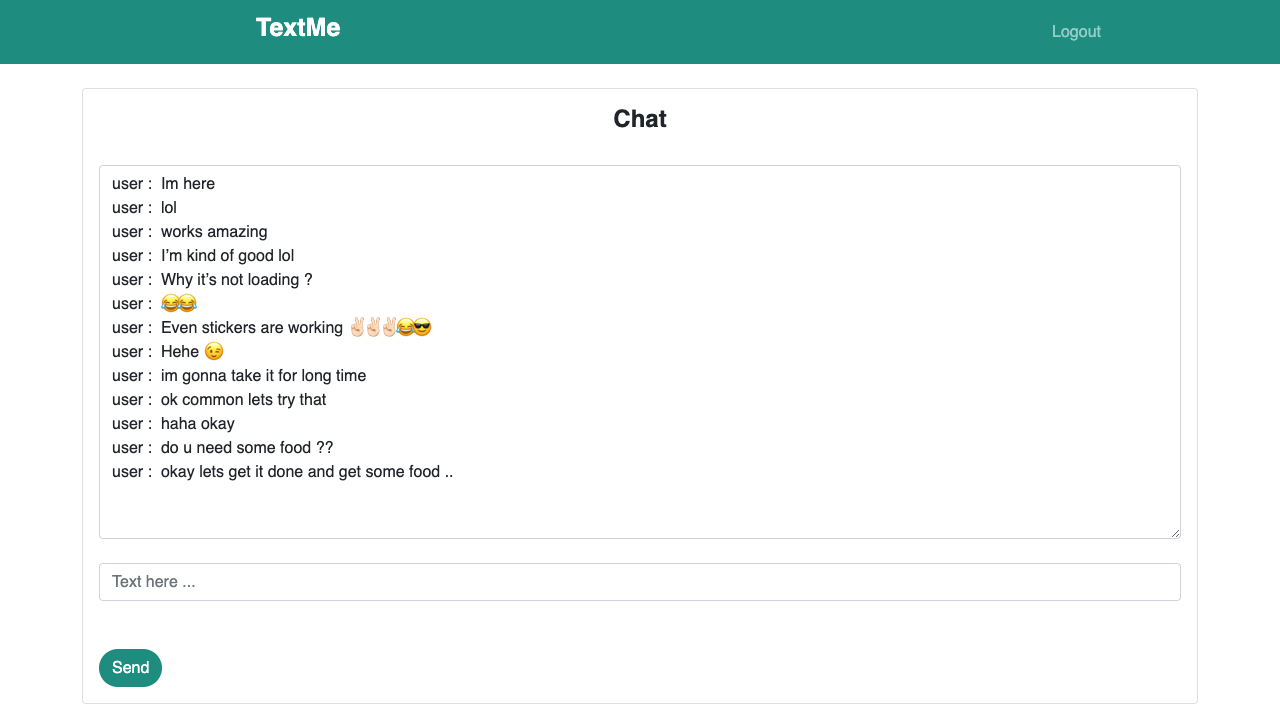 TextMe
Logout
Chat
user :  Im here
user :  lol
user :  works amazing
user :  I’m kind of good lol
user :  Why it’s not loading ?
user :  😂😂
user :  Even stickers are working ✌🏻✌🏻✌🏻😂😎
user :  Hehe 😉
user :  im gonna take it for long time
user :  ok common lets try that
user :  haha okay
user :  do u need some food ??
user :  okay lets get it done and get some food ..
Text here ...
Send